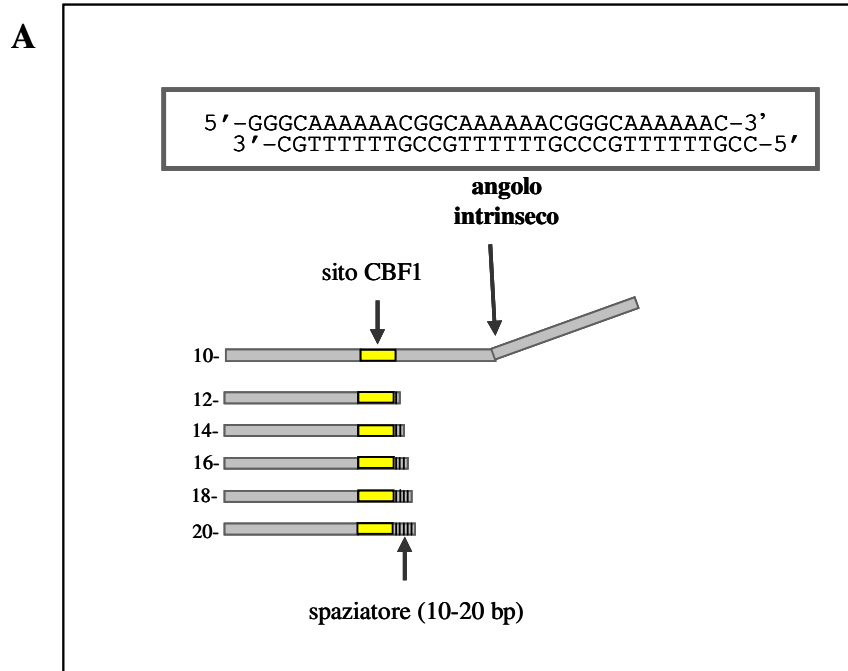 A
5′-GGGCAAAAAACGGCAAAAAACGGGCAAAAAAC-3’
3′-CGTTTTTTGCCGTTTTTTGCCCGTTTTTTGCC-5′
angolo
intrinseco
sito CBF1
10-
12-
14-
16-
18-
20-
spaziatore (10-20 bp)